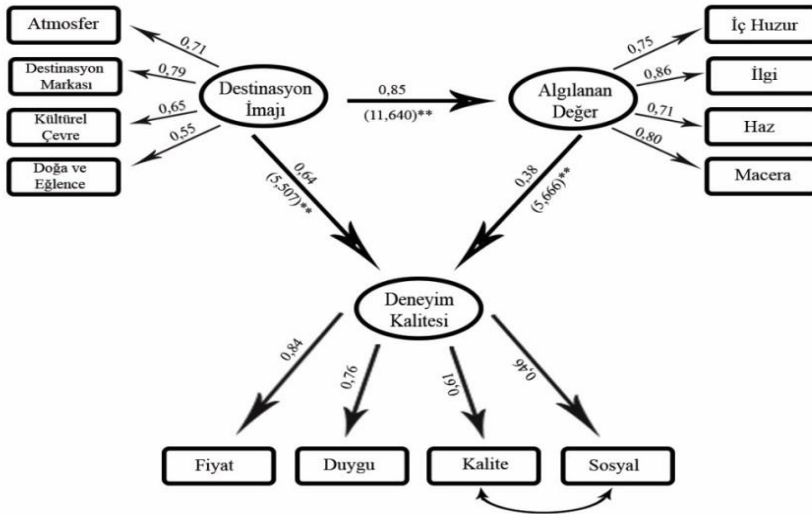 Atmosfer
Destinasyon
Markası
Kültürel
Çevre
Doğa ve
Eğlence
0,71
0,79
0,65
0,55
Destinasyon
İmajı
0,85
(11,640)**
Algılanan
Değer
0,75
0,86
0,71
0,80
İç Huzur
İlgi
Haz
Macera
0,64
(5,507)**
0,38
(5,666)**
Deneyim
Kalitesi
0,84
0,76
0,61
0,46
Fiyat
Duygu
Kalite
Sosyal